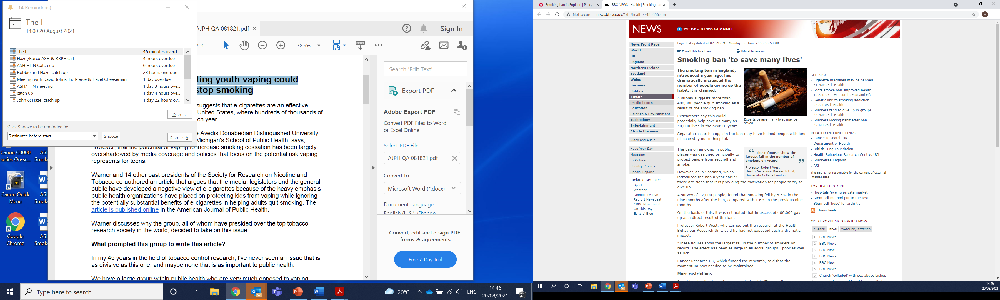 14 Reminder(s)
The I
14:00 20 August 2021
The I 46 minutes overd...
Hazel/Burcu ASH & RSPH call 4 hours overdue
ASH HLIN Catch up 6 hours overdue
Robbie and Hazel catch up 23 hours overdue
Meeting with David Johns, Liz Pierce & Hazel Cheeseman 1 day overdue
ASH/ TFN meeting 1 day 3 hours ove...
catch up 1 day 4 hours ove...
John & Hazel catch up 1 day 22 hours ov...
Dismiss
Click Snooze to be reminded in:
5 minutes before start
Snooze
Dismiss All
Canon G3000
series On-sc...
ASH
Smoke
Canon Quick
Menu
ASH
Smoke
Google
Chrome
ASH
Smoke
AJPH QA 081821.pdf
Sign In
/ 4
78.9%
ting youth vaping could
stop smoking
suggests that e-cigarettes are an effective
United States, where hundreds of thousands of
ch year.
Avedis Donabedian Distinguished University
Michigan's School of Public Health, says,
however, that the potential of vaping to increase smoking cessation has been largely
overshadowed by media coverage and policies that focus on the potential risk vaping
represents for teens.
Warner and 14 other past presidents of the Society for Research on Nicotine and
Tobacco co-authored an article that argues that the media, legislators and the general
public have developed a negative view of e-cigarettes because of the heavy emphasis
public health organizations have placed on protecting kids from vaping while ignoring
the potentially substantial benefits of e-cigarettes in helping adults quit smoking. The
article is published online in the American Journal of Public Health.
Warner discusses why the group, all of whom have presided over the top tobacco
research society in the world, decided to take on this issue.
What prompted this group to write this article?
In my 45 years in the field of tobacco control research, I've never seen an issue that is
as divisive as this one; and maybe none that is as important to public health.
We have a large group within public health who are very much opposed to vaping
Search 'Edit Text'
Export PDF
Adobe Export PDF
Convert PDF Files to Word
or Excel Online
Select PDF File
AJPH QA 081821.pdf
Convert to
Microsoft Word (*.docx)
Document Language:
English (U.S.) Change
Convert, edit and e-sign PDF
forms & agreements
Free 7-Day Trial
Type here to search
20°C
ENG
14:46
20/08/2021
21
Smoking ban in England | Policy
BBC NEWS | Health | Smoking ba
Not secure | news.bbc.co.uk/1/hi/health/7480856.stm
H
NEWS
LIVE BBC NEWS CHANNEL
News Front Page
World
UK
England
Northern Ireland
Scotland
Wales
Business
Politics
Health
Medical notes
Education
Science & Environment
Technology
Entertainment
Also in the news
Video and Audio
Have Your Say
Magazine
In Pictures
Country Profiles
Special Reports
Related BBC sites
Sport
Weather
Democracy Live
Radio 1 Newsbeat
CBBC Newsround
On This Day
Editors' Blog
Page last updated at 07:59 GMT, Monday, 30 June 2008 08:59 UK
E-mail this to a friend
Printable version
Smoking ban 'to save many lives'
The smoking ban in England,
introduced a year ago, has
dramatically increased the
number of people giving up the
habit, it is claimed.
A survey suggests more than
400,000 people quit smoking as a
result of the smoking ban.
Researchers say this could
potentially help save as many as
40,000 lives in the next 10 years.
Experts believe many lives may be
saved
Separate research suggests the ban may have helped people with lung
disease stay out of hospital.
The ban on smoking in public
places was designed principally to
protect people from secondhand
smoke.
“ These figures show the
largest fall in the number of
smokers on record ”
Professor Robert West
Health Behaviour Research Unit,
University College London
However, as in Scotland, which
introduced the ban a year earlier,
there are signs that it is providing the motivation for people to try to
give up.
A survey of 32,000 people, found that smoking fell by 5.5% in the
nine months after the ban, compared with 1.6% in the previous nine
months.
On the basis of this, it was estimated that in excess of 400,000 gave
up as a direct result of the ban.
Professor Robert West, who carried out the research at the Health
Behaviour Research Unit, said he had not expected such a dramatic
impact.
"These figures show the largest fall in the number of smokers on
record. The effect has been as large in all social groups - poor as well
as rich."
Cancer Research UK, which funded the research, said that the
momentum now needed to be maintained.
More restrictions
SEE ALSO
Cigarette machines may be banned
31 May 08 | Health
Scots smoke ban 'improved health'
10 Sep 07 | Edinburgh, East and Fife
Genetic link to smoking addiction
02 Apr 08 | Health
Smokers tend to give up in groups
22 May 08 | Health
Smokers kicking habit after ban
29 Jan 08 | Health
RELATED INTERNET LINKS
Cancer Research UK
Department of Health
British Lung Foundation
Health Behaviour Research Centre, UCL
Smokefree England
ASH
The BBC is not responsible for the content of external
internet sites
TOP HEALTH STORIES
Hospitals 'eyeing private market'
Stem cell method put to the test
Stem cell 'hope' for arthritis
| News feeds
MOST POPULAR STORIES NOW
SHARED READ WATCHED/LISTENED
1 BBC News
2 BBC News
3 BBC News
4 BBC News
5 BBC News
6 BBC News
7 Church 'colluded' with sex abuse bishop
14:46
20/08/2021